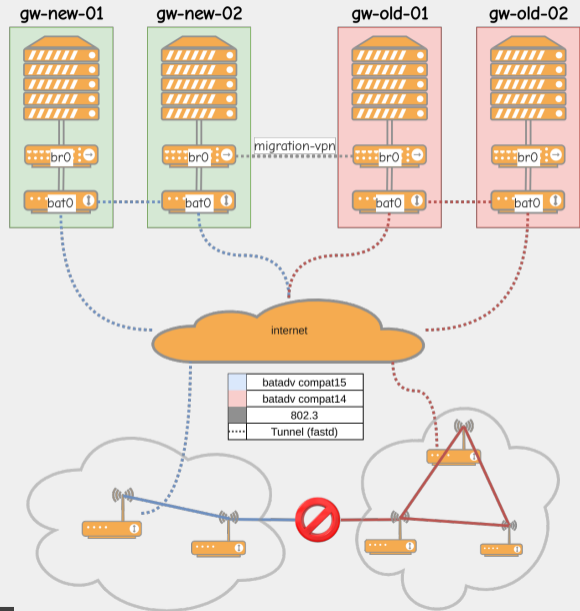 gw-new-01
gw-new-02
gw-old-01
gw-old-02
br0
br0
migration-vpn
br0
br0
bat0
bat0
bat0
bat0
internet
batadv compat15
batadv compat14
802.3
Tunnel (fastd)